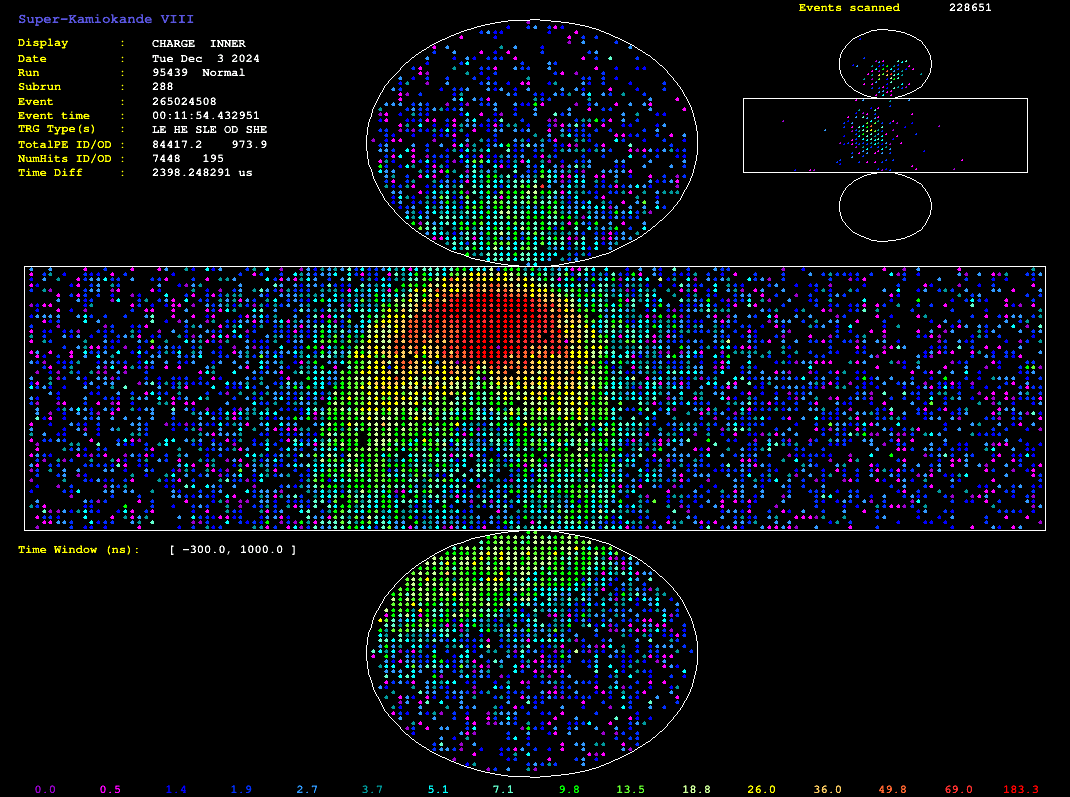 Super-Kamiokande VIII
Events scanned 228651
Display : CHARGE INNER
Date : Tue Dec 3 2024
Run : 95439 Normal
Subrun : 288
Event : 265024508
Event time : 00:11:54.432951
TRG Type(s) : LE HE SLE OD SHE
TotalPE ID/OD : 84417.2 973.9
NumHits ID/OD : 7448 195
Time Diff : 2398.248291 us
Time Window (ns): [ -300.0, 1000.0 ]
0.0 0.5 1.4 1.9 2.7 3.7 5.1 7.1 9.8 13.5 18.8 26.0 36.0 49.8 69.0 183.3